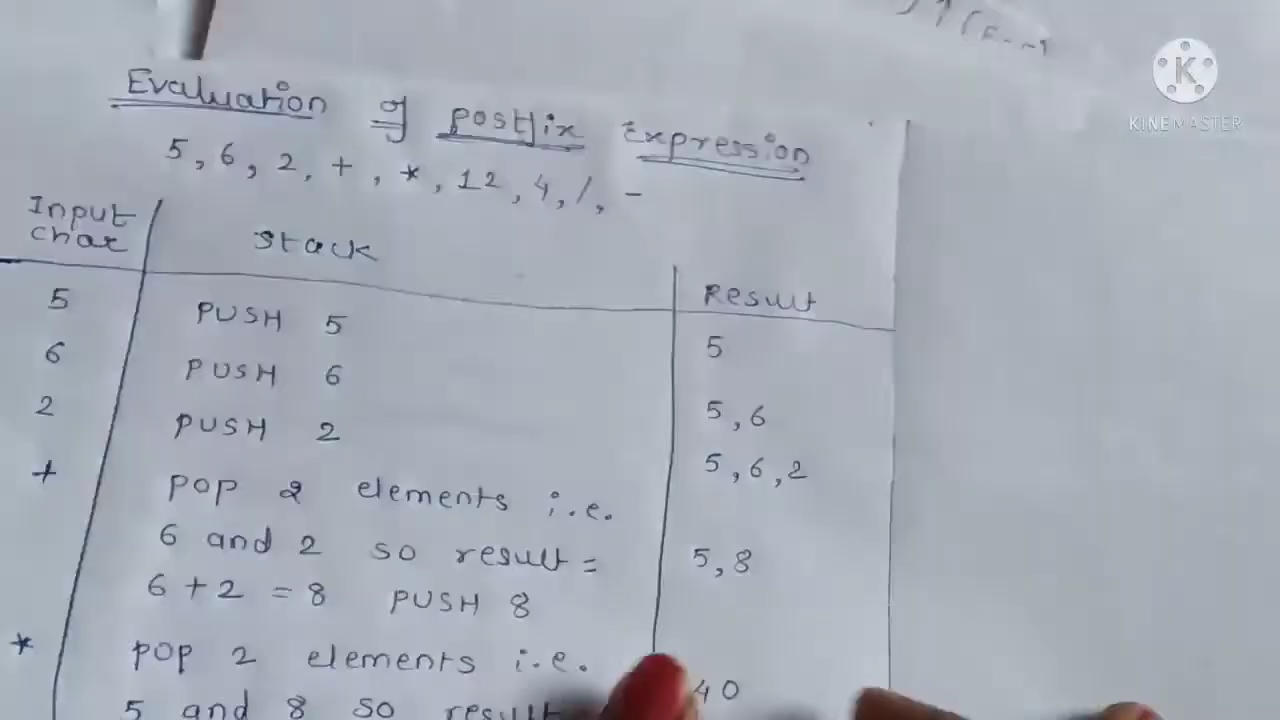 KINEMASTER
Evaluation of postfix Expression
5, 6, 2, +, *, 12, 4, /, -
Input char | Stack | Result
5 | PUSH 5 | 5
6 | PUSH 6 | 5, 6
2 | PUSH 2 | 5, 6, 2
+ | POP 2 elements i.e.
6 and 2 so result = | 5, 8
6 + 2 = 8 PUSH 8
* | POP 2 elements i.e.
5 and 8 so result | 40